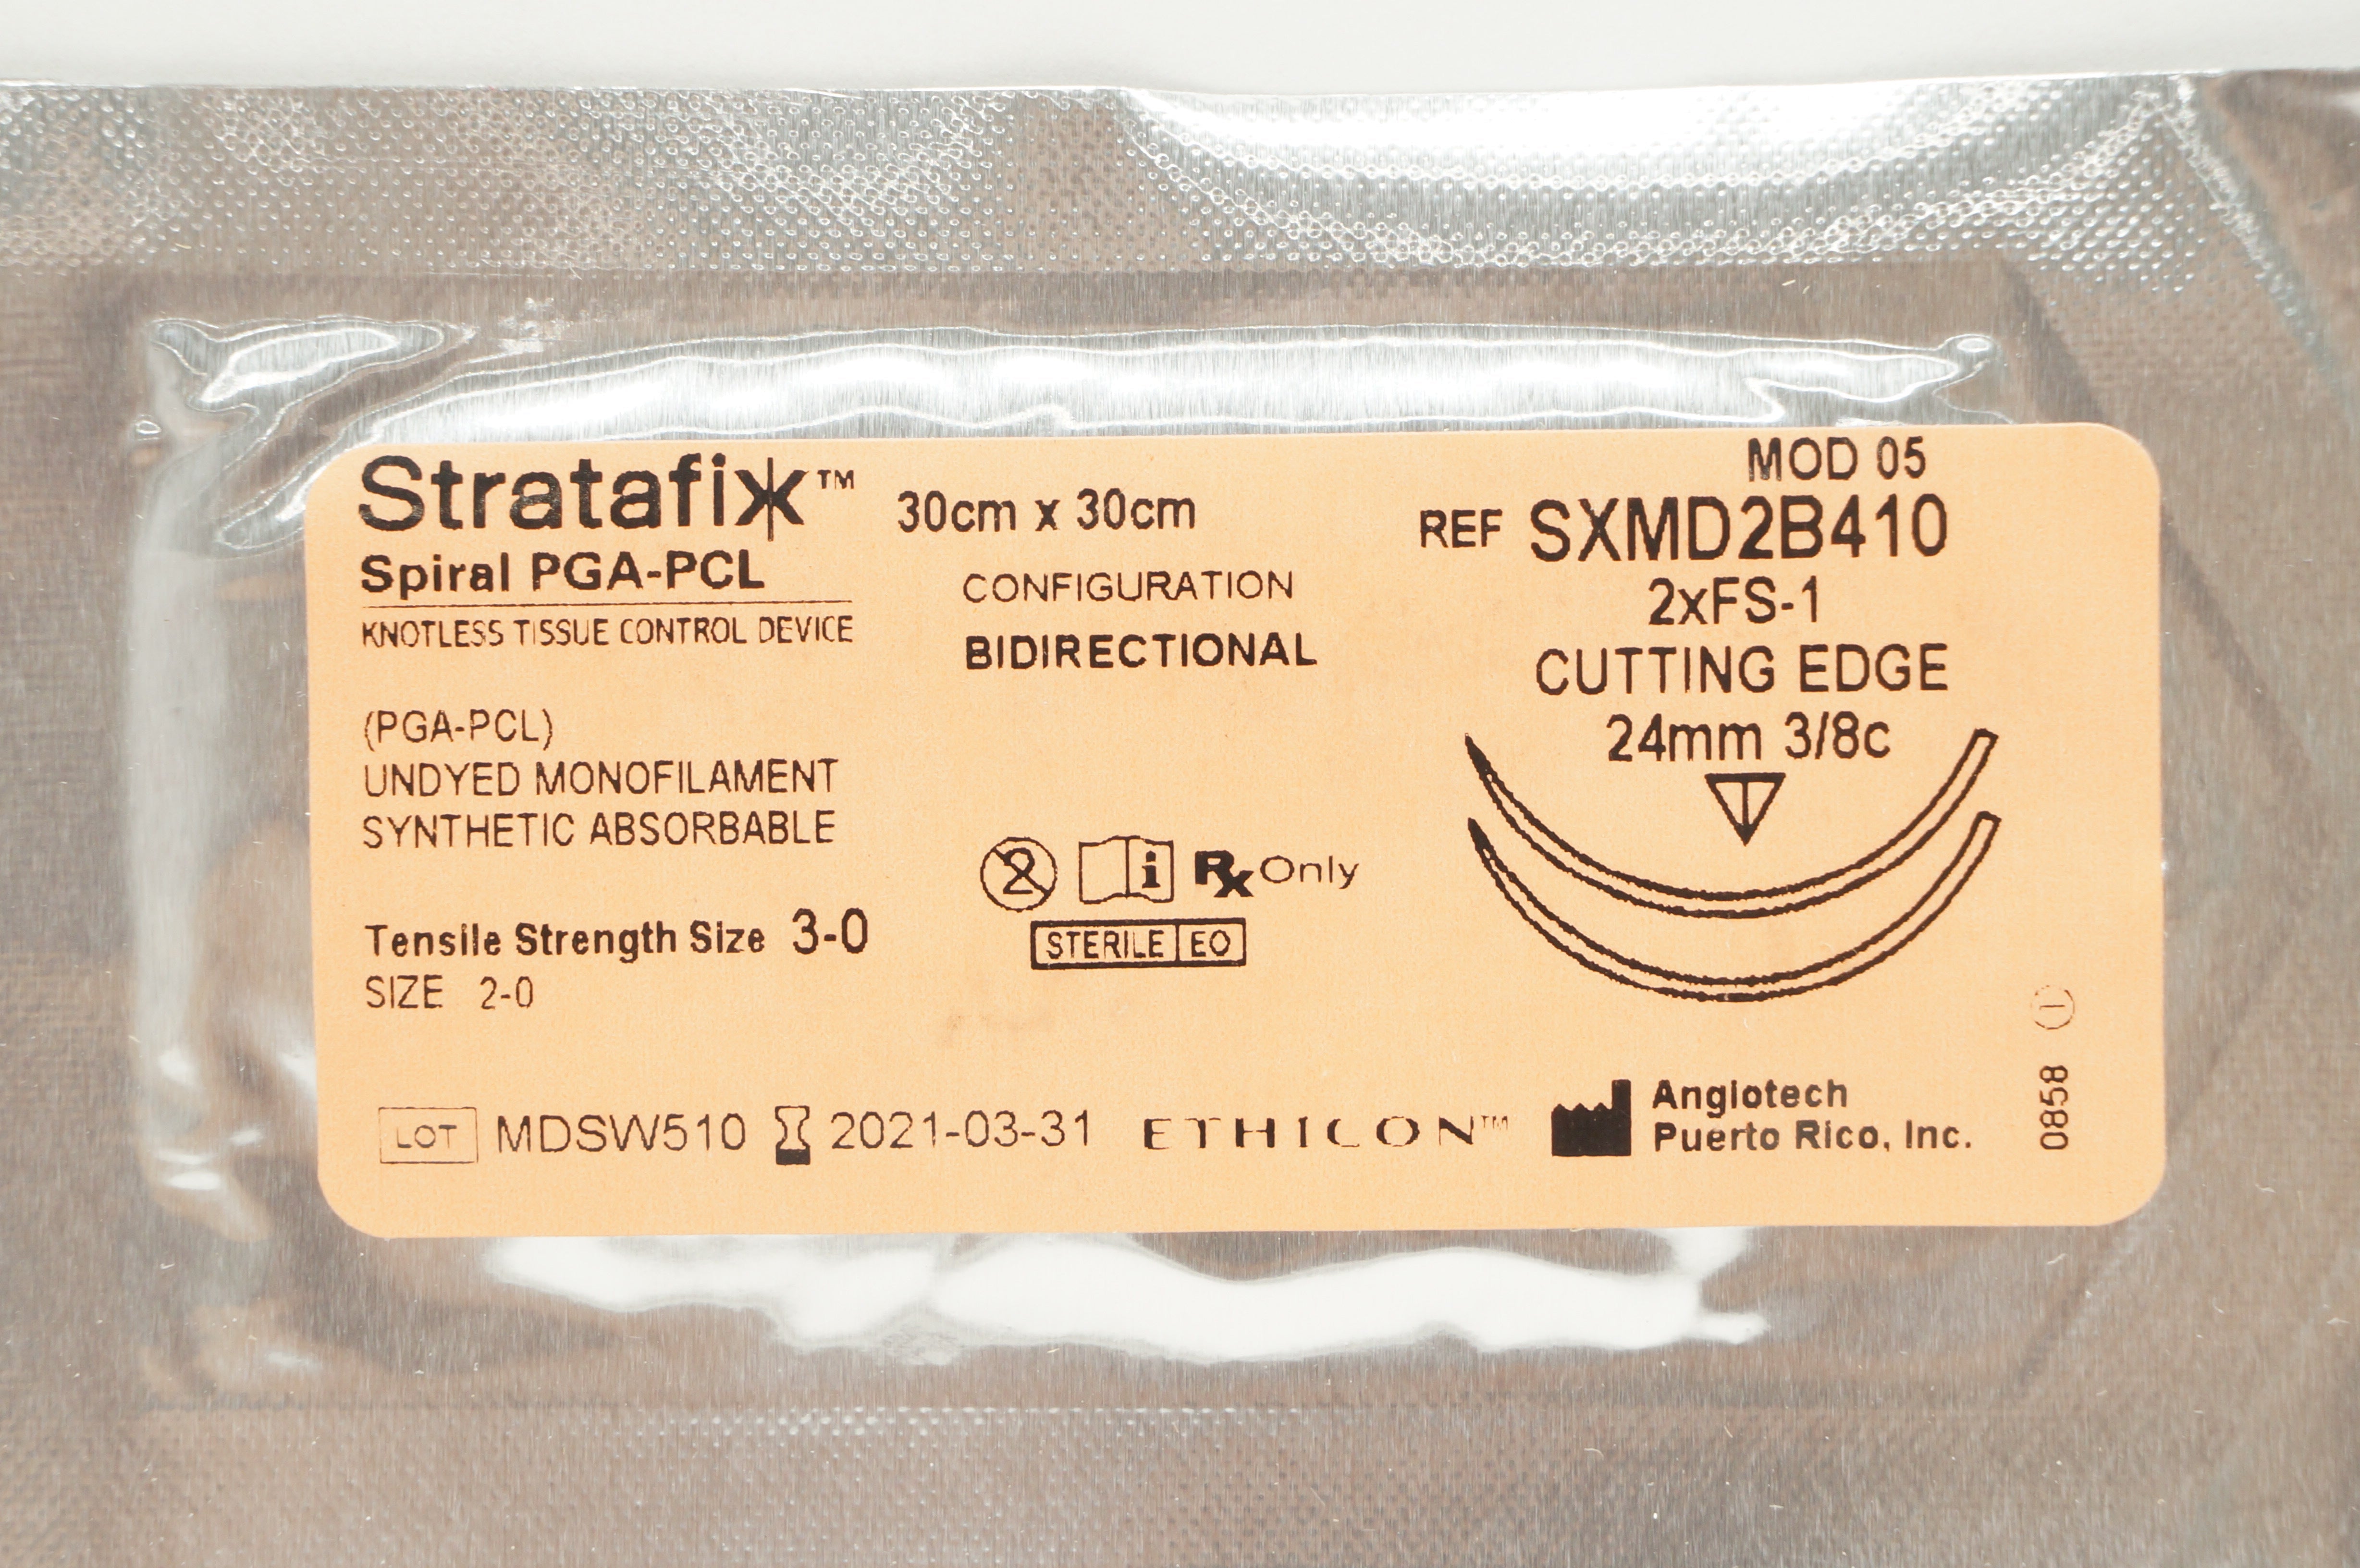 Stratafix™
Spiral PGA-PCL
KNOTLESS TISSUE CONTROL DEVICE
(PGA-PCL)
UNDYED MONOFILAMENT
SYNTHETIC ABSORBABLE
Tensile Strength Size 3-0
SIZE 2-0
30cm x 30cm
CONFIGURATION
BIDIRECTIONAL
2 i Rx Only
STERILE EO
MOD 05
REF SXMD2B410
2xFS-1
CUTTING EDGE
24mm 3/8c
LOT MDSW510 2021-03-31 ETHICON™
Angiotech
Puerto Rico, Inc.
0858 1